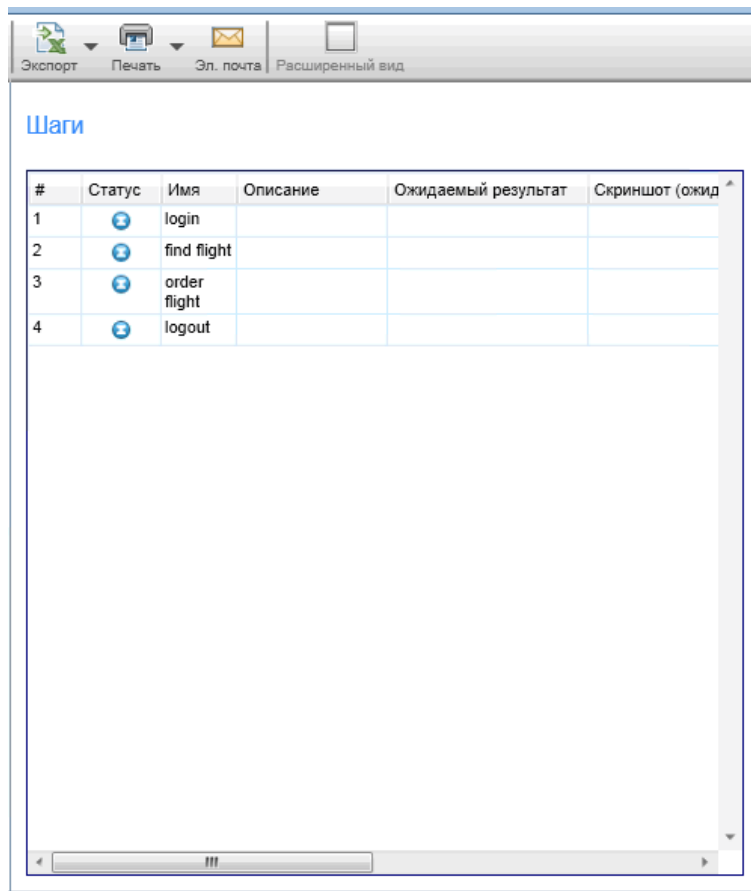 Экспорт Печать Эл. почта Расширенный вид
Шаги
# Статус Имя Описание Ожидаемый результат Скриншот (ожид
1 login
2 find flight
3 order
flight
4 logout